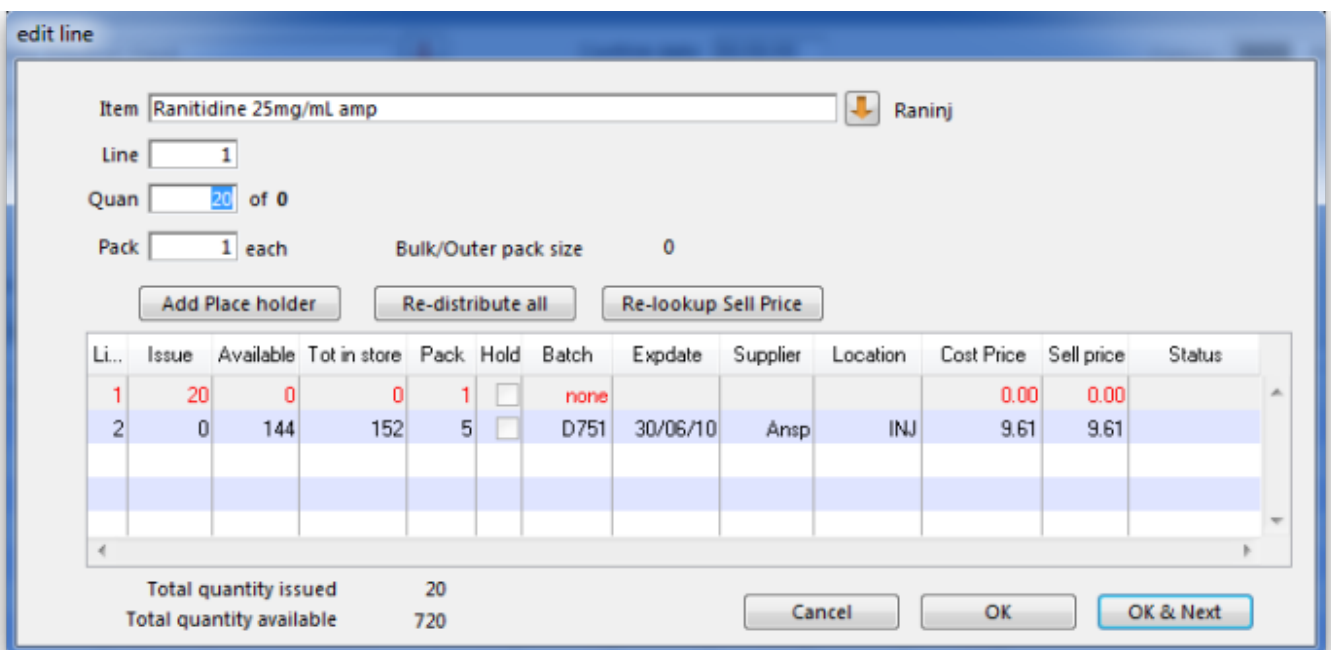 edit line
Item Ranitidine 25mg/mL amp Raninj
Line 1
Quan 20 of 0
Pack 1 each Bulk/Outer pack size 0
Add Place holder Re-distribute all Re-lookup Sell Price
Li... Issue Available Tot in store Pack Hold Batch Expdate Supplier Location Cost Price Sell price Status
1 20 0 0 1 none 0.00 0.00
2 0 144 152 5 D751 30/06/10 Ansp INJ 9.61 9.61
Total quantity issued 20
Total quantity available 720
Cancel OK OK & Next